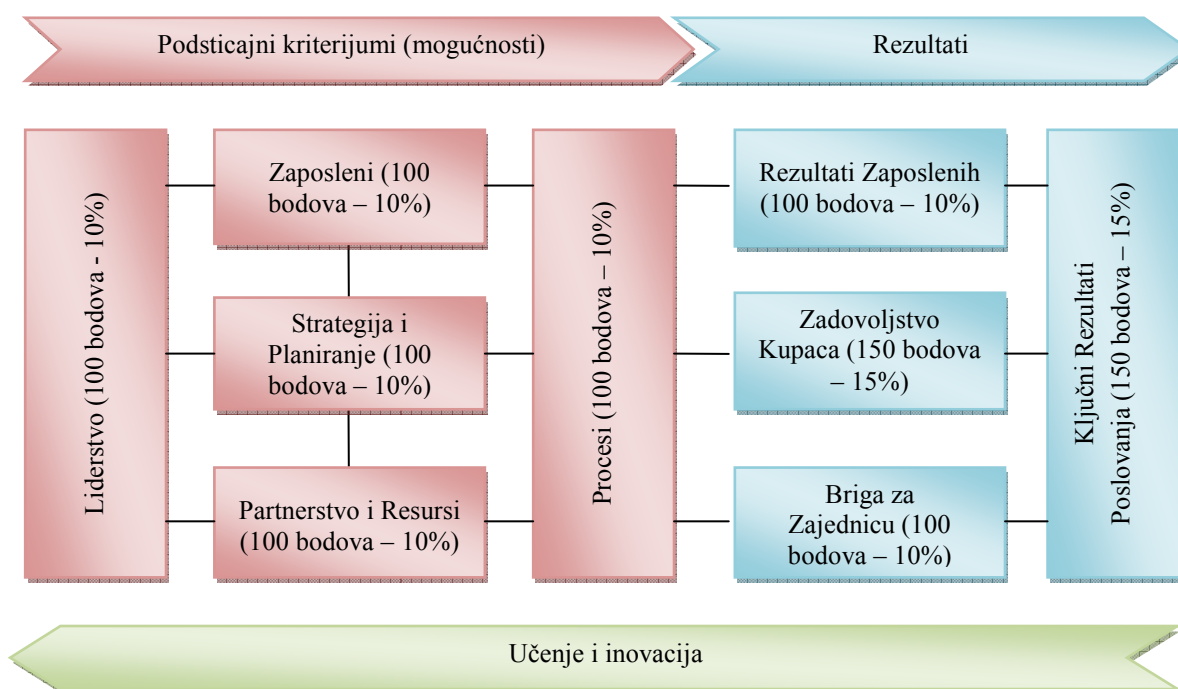 Podsticajni kriterijumi (mogućnosti)
Rezultati
Liderstvo (100 bodova - 10%)
Zaposleni (100
bodova – 10%)
Strategija i
Planiranje (100
bodova – 10%)
Partnerstvo i Resursi
(100 bodova – 10%)
Procesi (100 bodova – 10%)
Rezultati Zaposlenih
(100 bodova – 10%)
Zadovoljstvo
Kupaca (150 bodova
– 15%)
Briga za
Zajednicu (100
bodova – 10%)
Ključni Rezultati
Poslovanja (150 bodova – 15%)
Učenje i inovacija